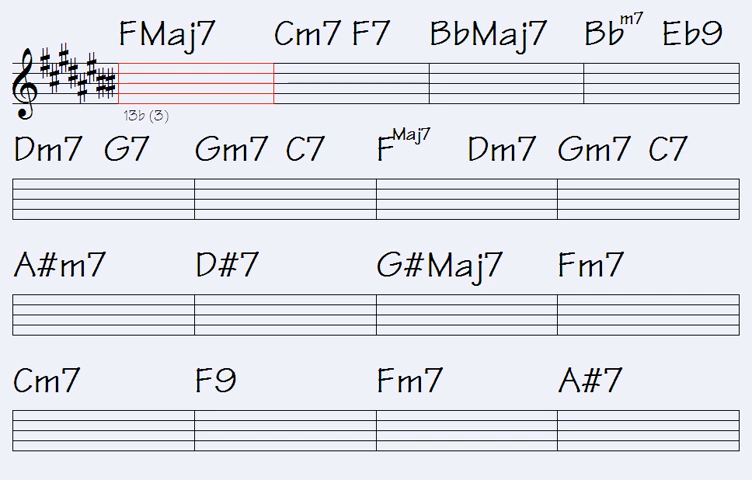 FMaj7 Cm7 F7 BbMaj7 Bbm7 Eb9
13b (3)
Dm7 G7 Gm7 C7 FMaj7 Dm7 Gm7 C7
A#m7 D#7 G#Maj7 Fm7
Cm7 F9 Fm7 A#7